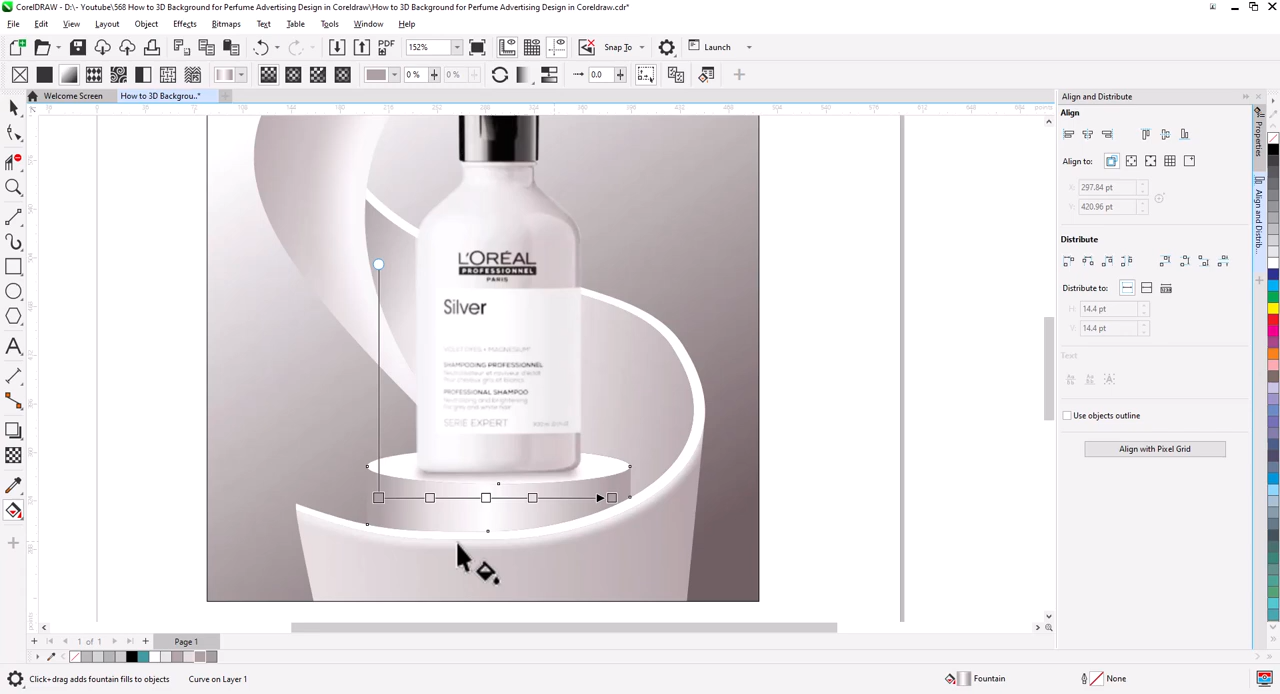 CorelDRAW - D:\- Youtube\568 How to 3D Background for Perfume Advertising Design in Coreldraw\How to 3D Background for Perfume Advertising Design in Coreldraw.cdr*
File Edit View Layout Object Effects Bitmaps Text Table Tools Window Help
PDF 152% Snap To Launch
0 % 0 % 0.0
Welcome Screen How to 3D Backgrou..*
Align and Distribute
Align
Align to:
X: 297.84 pt
Y: 420.96 pt
Distribute
Distribute to:
H: 14.4 pt
V: 14.4 pt
Text
Use objects outline
Align with Pixel Grid
Properties
Align and Distrib...
points
L'ORÉAL
PROFESSIONNEL
PARIS
Silver
SHAMPOOING PROFESSIONNEL
PROFESSIONAL SHAMPOO
SERIE EXPERT
1 of 1 Page 1
Click+drag adds fountain fills to objects Curve on Layer 1 Fountain None